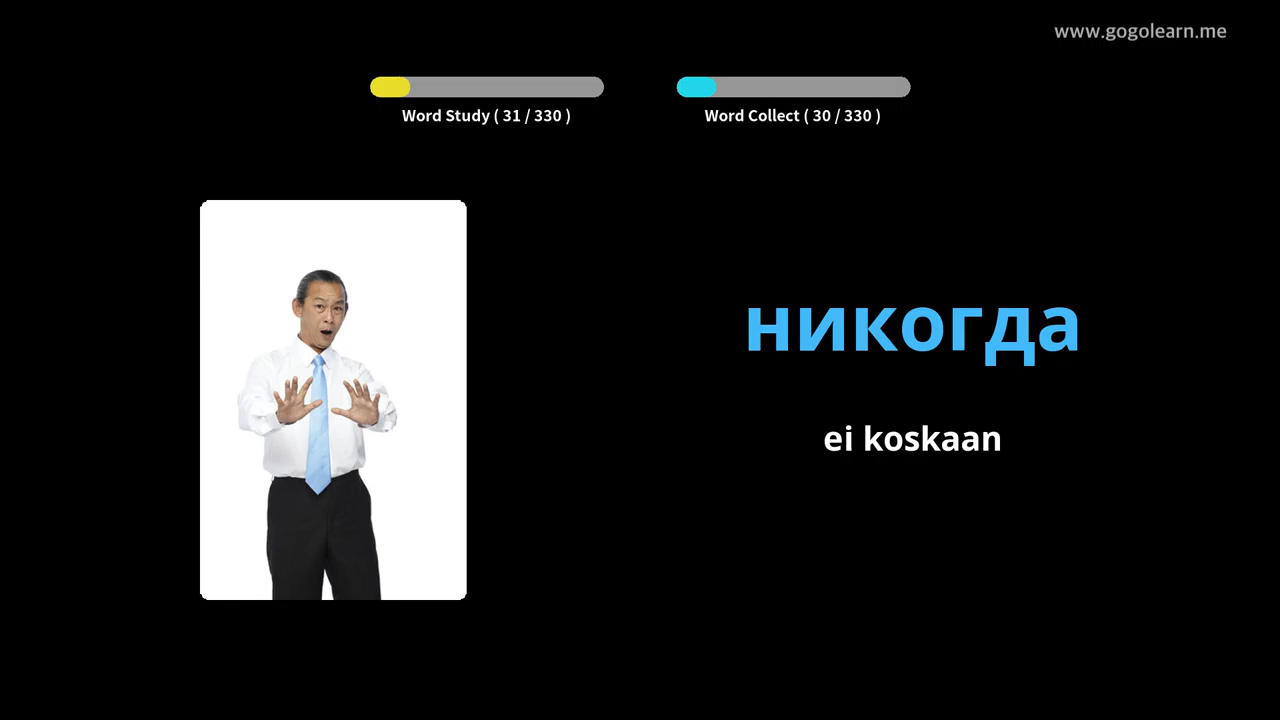 www.gogolearn.me
Word Study ( 31 / 330 )
Word Collect ( 30 / 330 )
никогда
ei koskaan